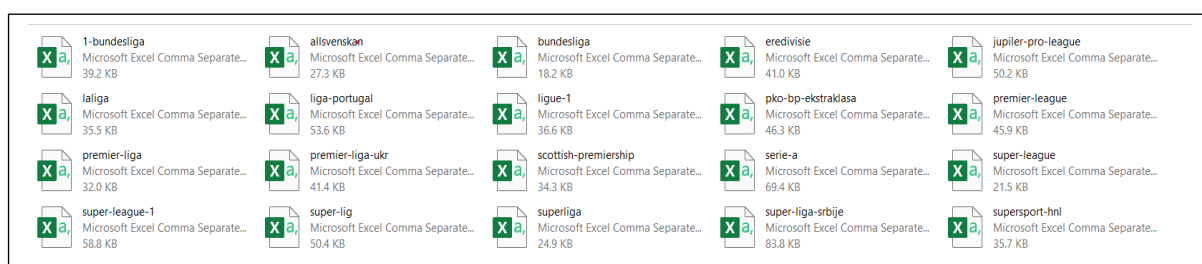 1-bundesliga
Microsoft Excel Comma Separate...
39.2 KB
allsvenskan
Microsoft Excel Comma Separate...
27.3 KB
bundesliga
Microsoft Excel Comma Separate...
18.2 KB
eredivisie
Microsoft Excel Comma Separate...
41.0 KB
jupiler-pro-league
Microsoft Excel Comma Separate...
50.2 KB
laliga
Microsoft Excel Comma Separate...
35.5 KB
liga-portugal
Microsoft Excel Comma Separate...
53.6 KB
ligue-1
Microsoft Excel Comma Separate...
36.6 KB
pko-bp-ekstraklasa
Microsoft Excel Comma Separate...
46.3 KB
premier-league
Microsoft Excel Comma Separate...
45.9 KB
premier-liga
Microsoft Excel Comma Separate...
32.0 KB
premier-liga-ukr
Microsoft Excel Comma Separate...
41.4 KB
scottish-premiership
Microsoft Excel Comma Separate...
34.3 KB
serie-a
Microsoft Excel Comma Separate...
69.4 KB
super-league
Microsoft Excel Comma Separate...
21.5 KB
super-league-1
Microsoft Excel Comma Separate...
58.8 KB
super-lig
Microsoft Excel Comma Separate...
50.4 KB
superliga
Microsoft Excel Comma Separate...
24.9 KB
super-liga-srbije
Microsoft Excel Comma Separate...
83.8 KB
supersport-hnl
Microsoft Excel Comma Separate...
35.7 KB